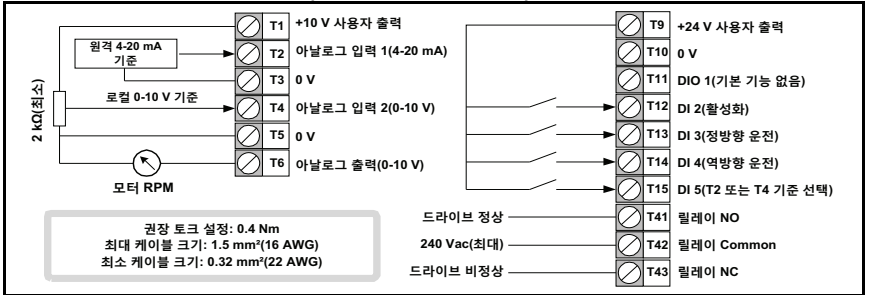 T1 +10 V 사용자 출력
원격 4-20 mA
기준
T2 아날로그 입력 1(4-20 mA)
T3 0 V
2 kΩ(최소)
로컬 0-10 V 기준
T4 아날로그 입력 2(0-10 V)
T5 0 V
T6 아날로그 출력(0-10 V)
모터 RPM
권장 토크 설정: 0.4 Nm
최대 케이블 크기: 1.5 mm²(16 AWG)
최소 케이블 크기: 0.32 mm²(22 AWG)
T9 +24 V 사용자 출력
T10 0 V
T11 DIO 1(기본 기능 없음)
T12 DI 2(활성화)
T13 DI 3(정방향 운전)
T14 DI 4(역방향 운전)
T15 DI 5(T2 또는 T4 기준 선택)
드라이브 정상 T41 릴레이 NO
240 Vac(최대) T42 릴레이 Common
드라이브 비정상 T43 릴레이 NC